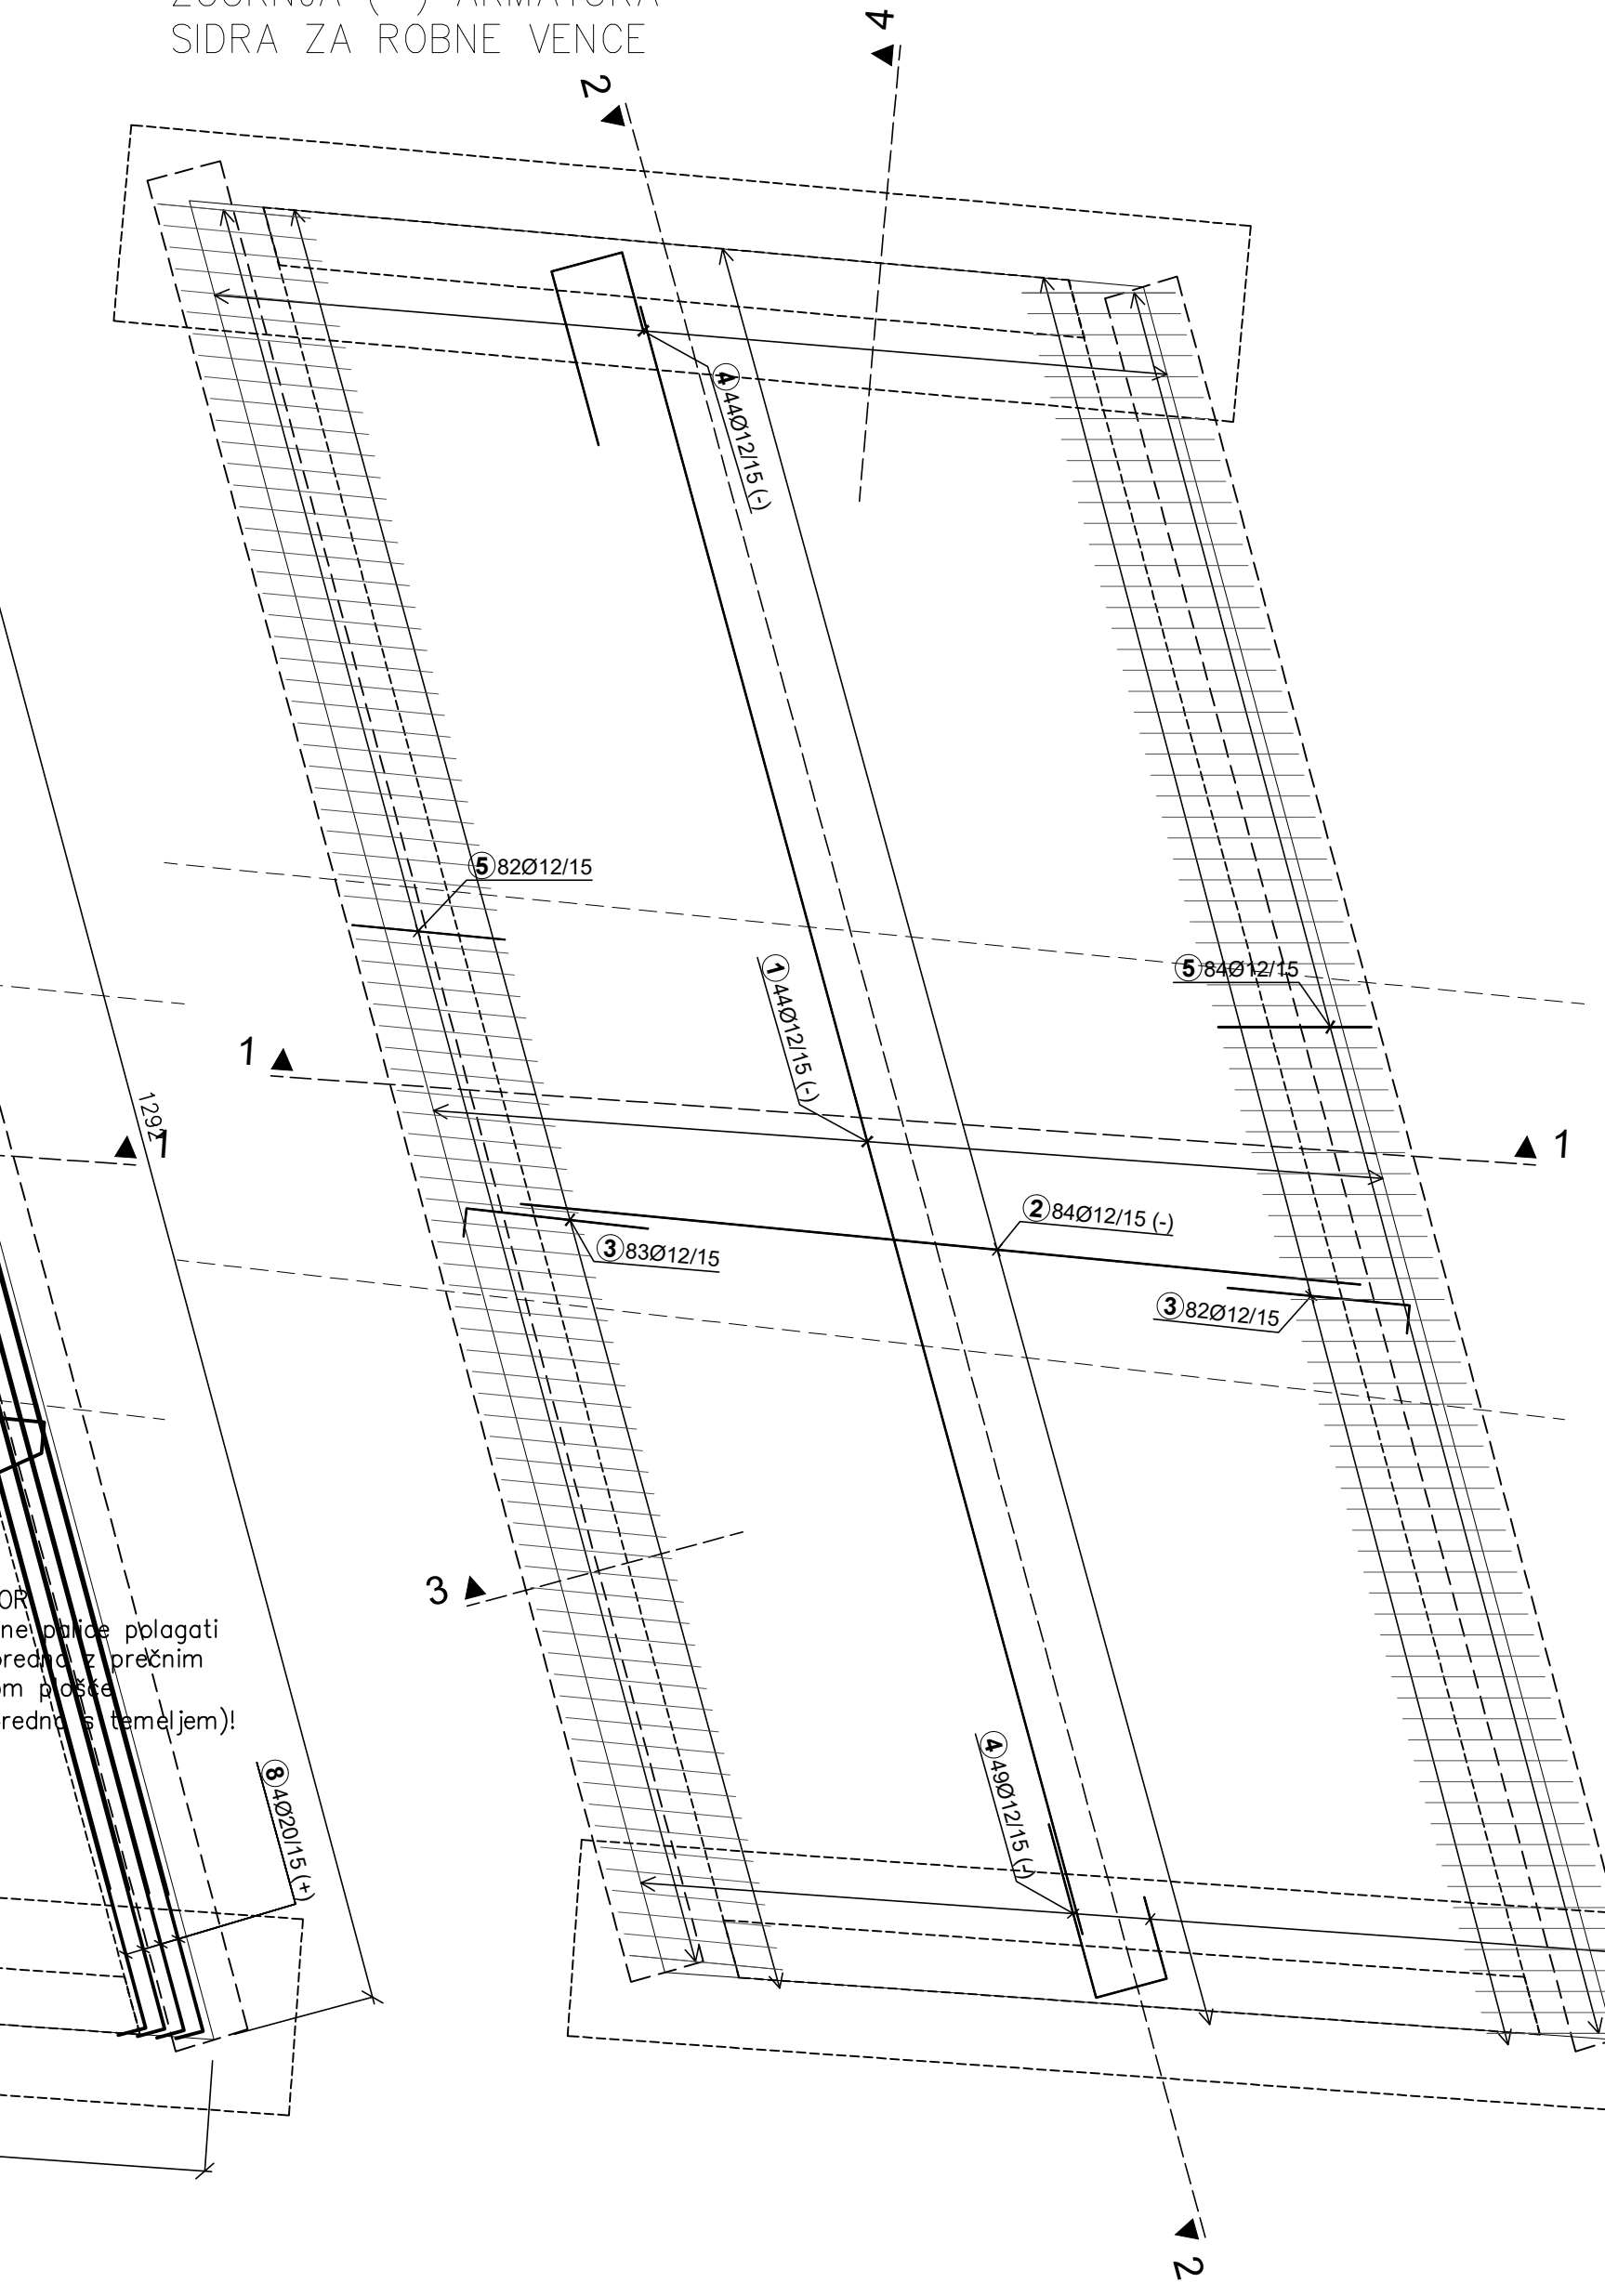 SIDRA ZA ROBNE VENCE
4
2
4 44Ø12/15 (-)
5 82Ø12/15
5 84Ø12/15
1 44Ø12/15 (-)
1
1
1292
1
2 84Ø12/15 (-)
3 83Ø12/15
3 82Ø12/15
3
palice polagati
z prečnim
plošče
s temeljem)!
4 49Ø12/15 (-)
8 4Ø20/15 (+)
2